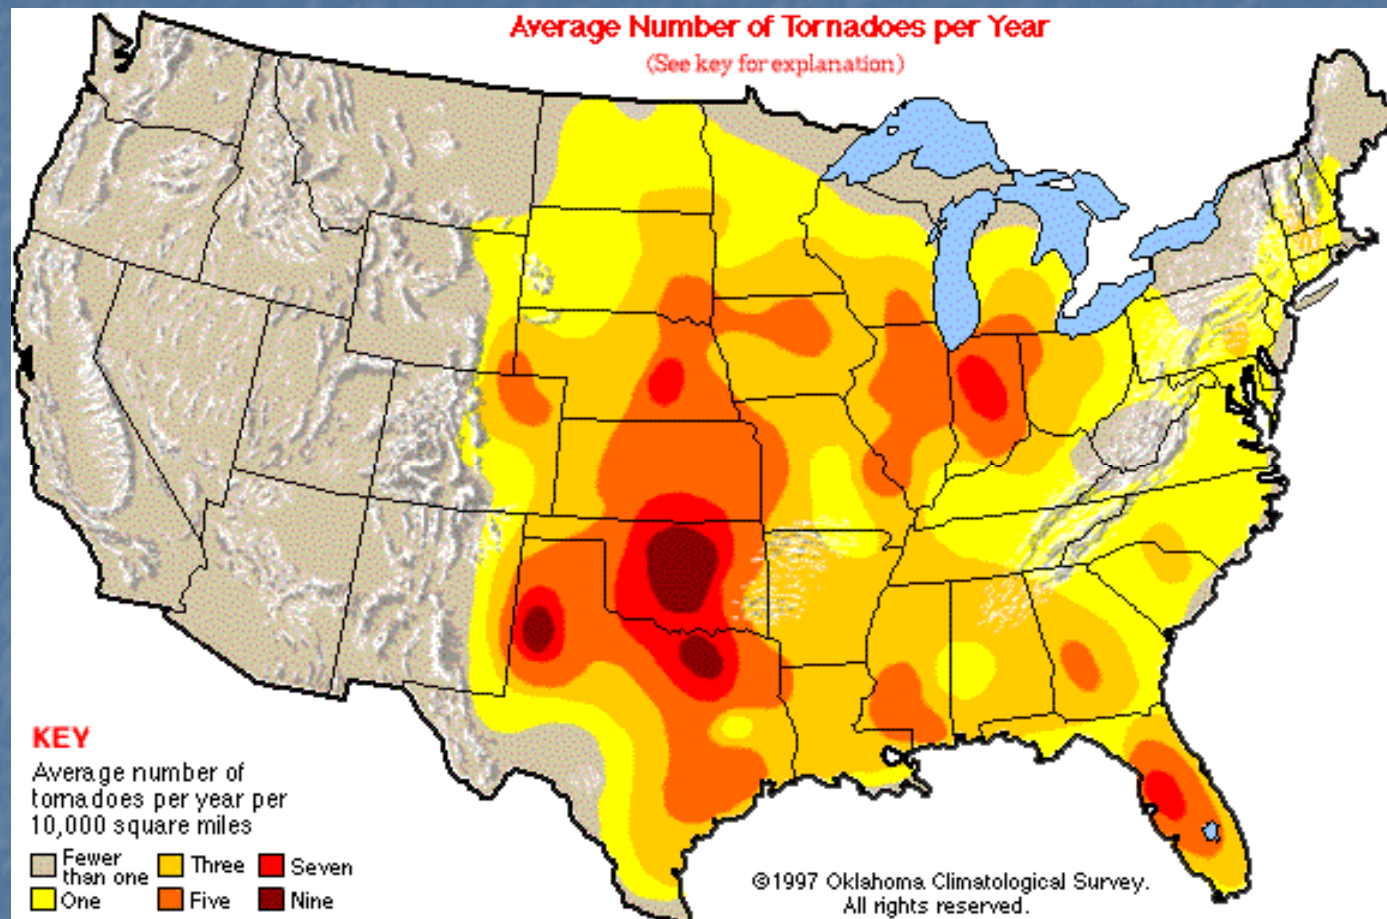 Average Number of Tornadoes per Year
(See key for explanation)
KEY
Average number of
tornadoes per year per
10,000 square miles
Fewer
than one
Three
Seven
One
Five
Nine
©1997 Oklahoma Climatological Survey.
All rights reserved.